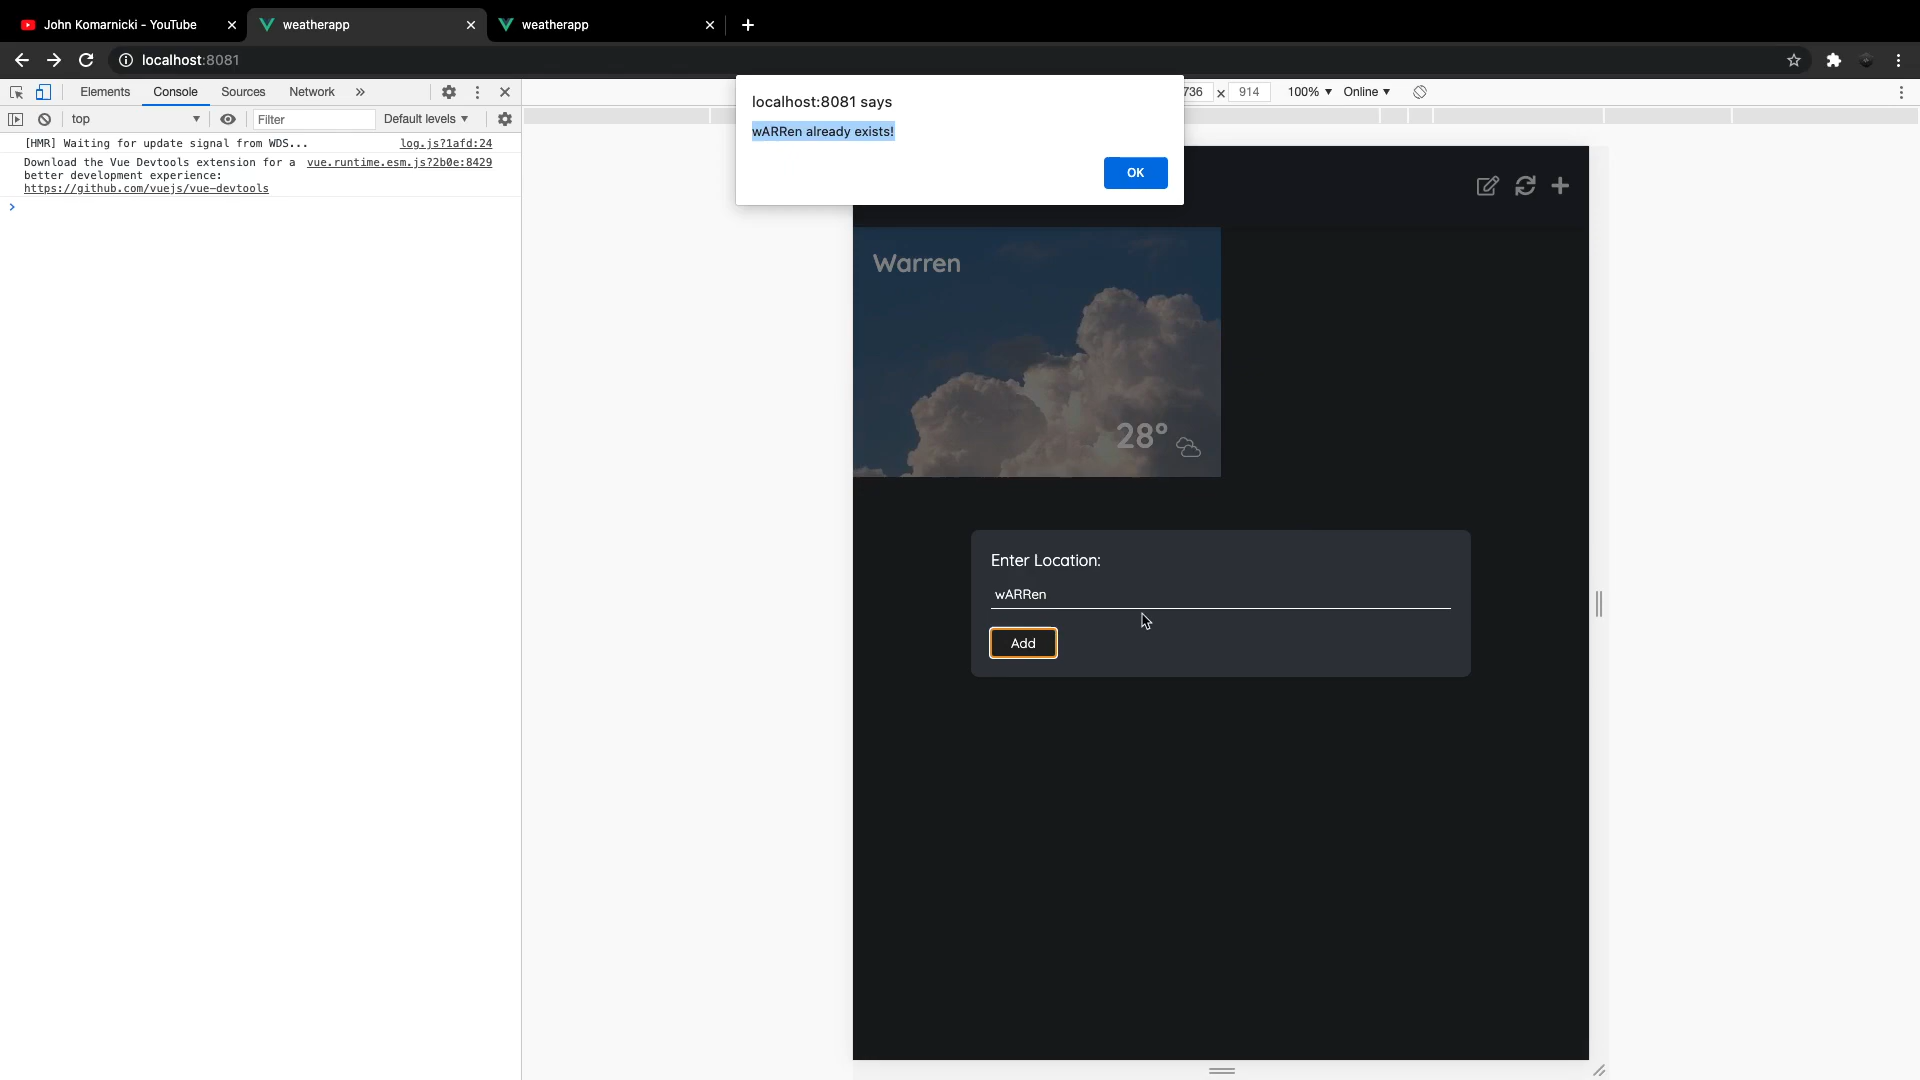 John Komarnicki - YouTube
weatherapp
weatherapp
localhost:8081
Elements Console Sources Network »
736 x 914 100% Online
top Filter Default levels
[HMR] Waiting for update signal from WDS... log.js?1afd:24
Download the Vue Devtools extension for a vue.runtime.esm.js?2b0e:8429
better development experience:
https://github.com/vuejs/vue-devtools
localhost:8081 says
wARRen already exists!
OK
Warren
28°
Enter Location:
wARRen
Add